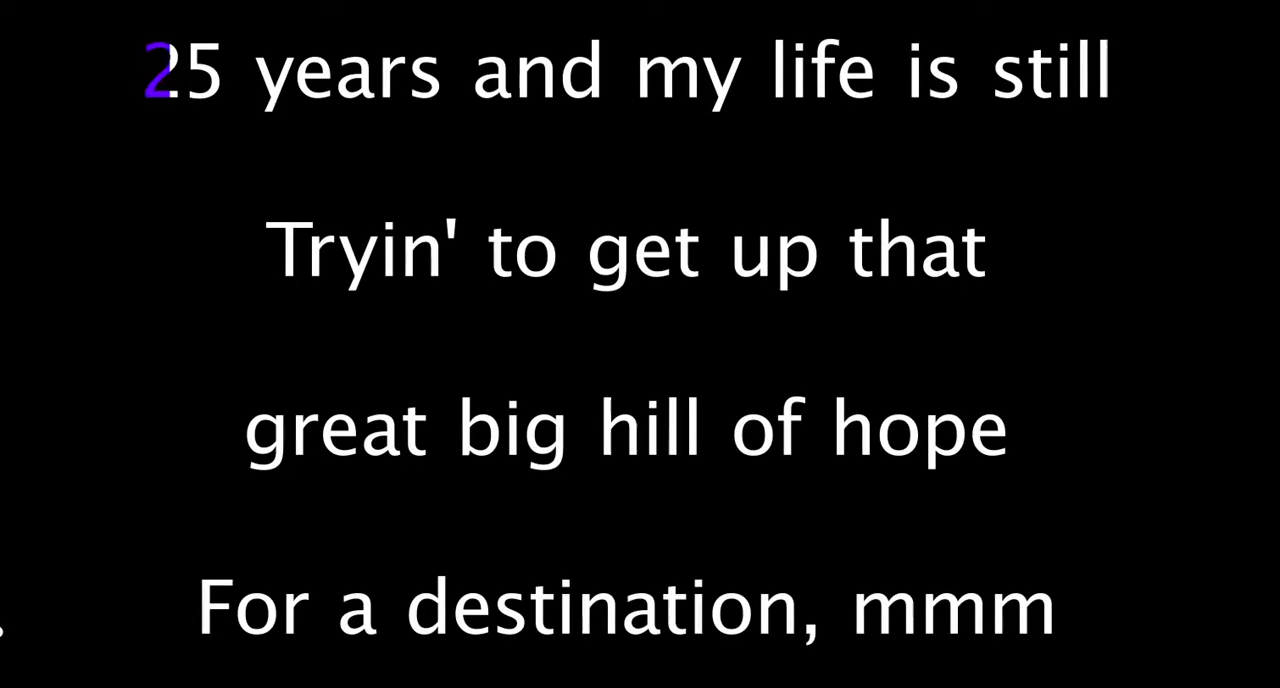 25 years and my life is still
Tryin' to get up that
great big hill of hope
For a destination, mmm